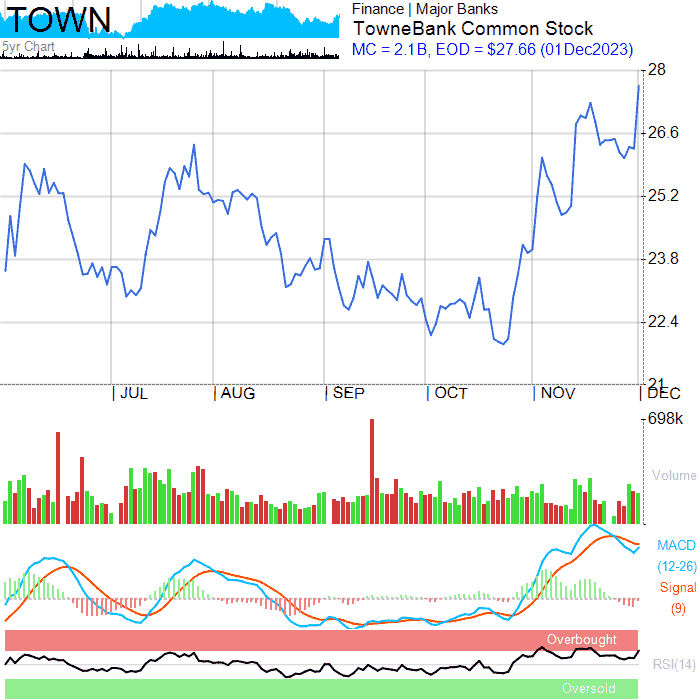 TOWN
5yr Chart
Finance | Major Banks
TowneBank Common Stock
MC = 2.1B, EOD = $27.66 (01Dec2023)
28
26.6
25.2
23.8
22.4
21
| JUL | AUG | SEP | OCT | NOV | DEC
698k
Volume
MACD
(12-26)
Signal
(9)
Overbought
RSI(14)
Oversold